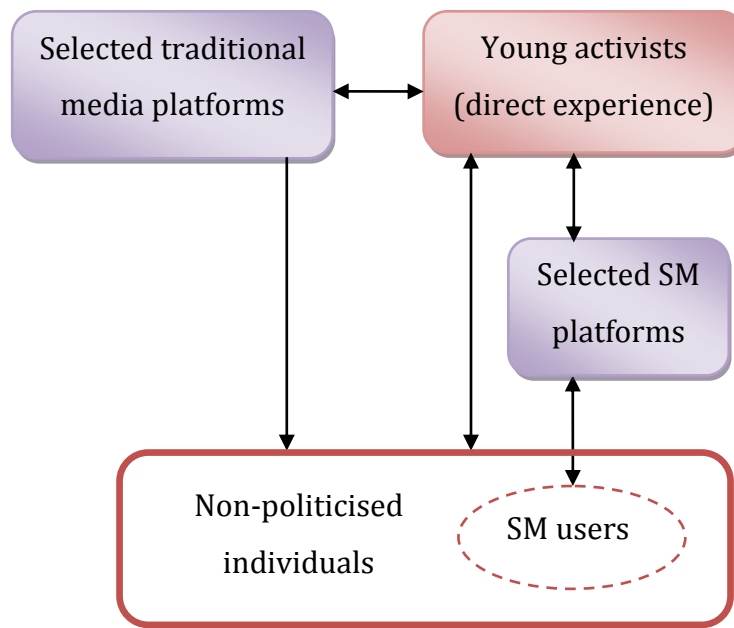 Selected traditional
media platforms
Young activists
(direct experience)
Selected SM
platforms
Non-politicised
individuals
SM users